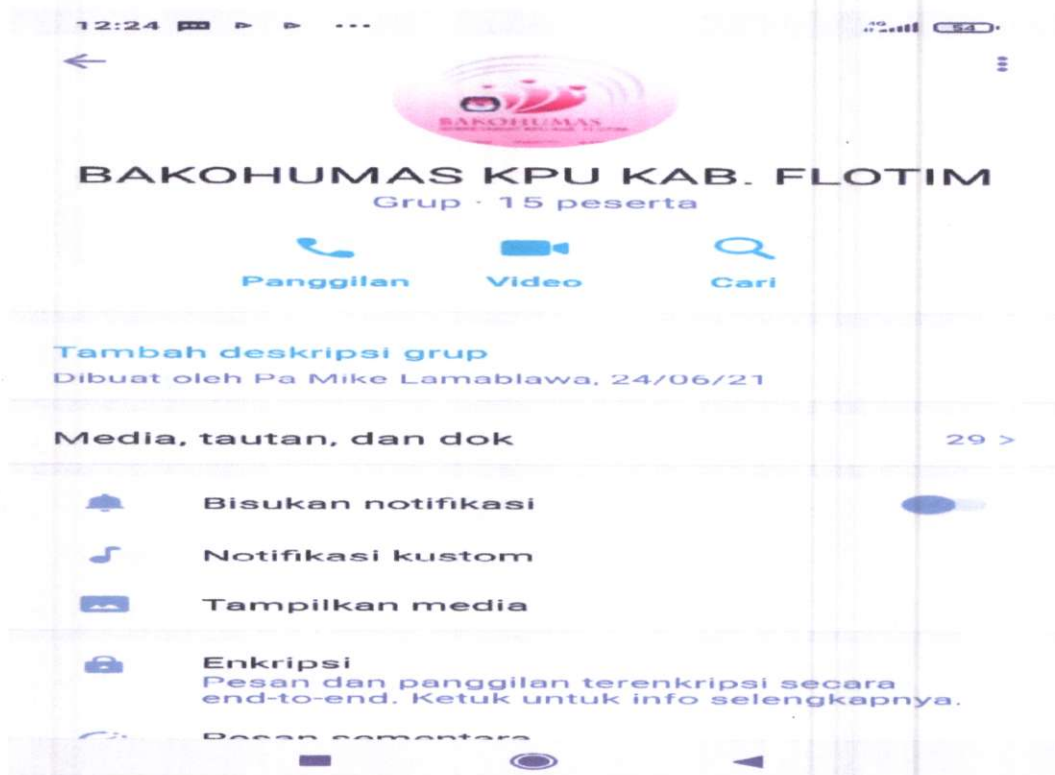 12:24
54
BAKOHUMAS
BAKOHUMAS KPU KAB. FLOTIM
Grup · 15 peserta
Panggilan Video Cari
Tambah deskripsi grup
Dibuat oleh Pa Mike Lamablawa, 24/06/21
Media, tautan, dan dok 29 >
Bisukan notifikasi
Notifikasi kustom
Tampilkan media
Enkripsi
Pesan dan panggilan terenkripsi secara
end-to-end. Ketuk untuk info selengkapnya.
Pesan sementara